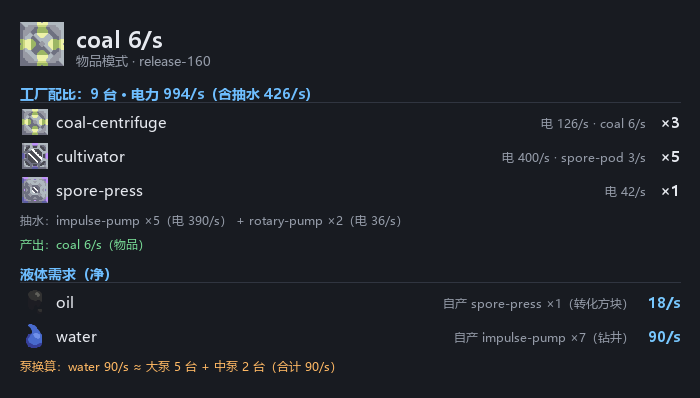 coal 6/s
物品模式 · release-160
工厂配比：9 台 • 电力 994/s（含抽水 426/s）
coal-centrifuge 电 126/s · coal 6/s ×3
cultivator 电 400/s · spore-pod 3/s ×5
spore-press 电 42/s ×1
抽水：impulse-pump ×5（电 390/s） + rotary-pump ×2（电 36/s）
产出：coal 6/s（物品）
液体需求（净）
oil 自产 spore-press ×1（转化方块） 18/s
water 自产 impulse-pump ×7（钻井） 90/s
泵换算：water 90/s ≈ 大泵 5 台 + 中泵 2 台（合计 90/s）